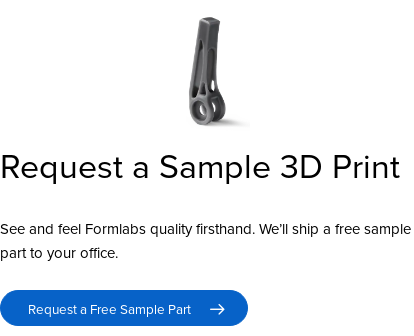 Request a Sample 3D Print
See and feel Formlabs quality firsthand. We'll ship a free sample
part to your office.
Request a Free Sample Part